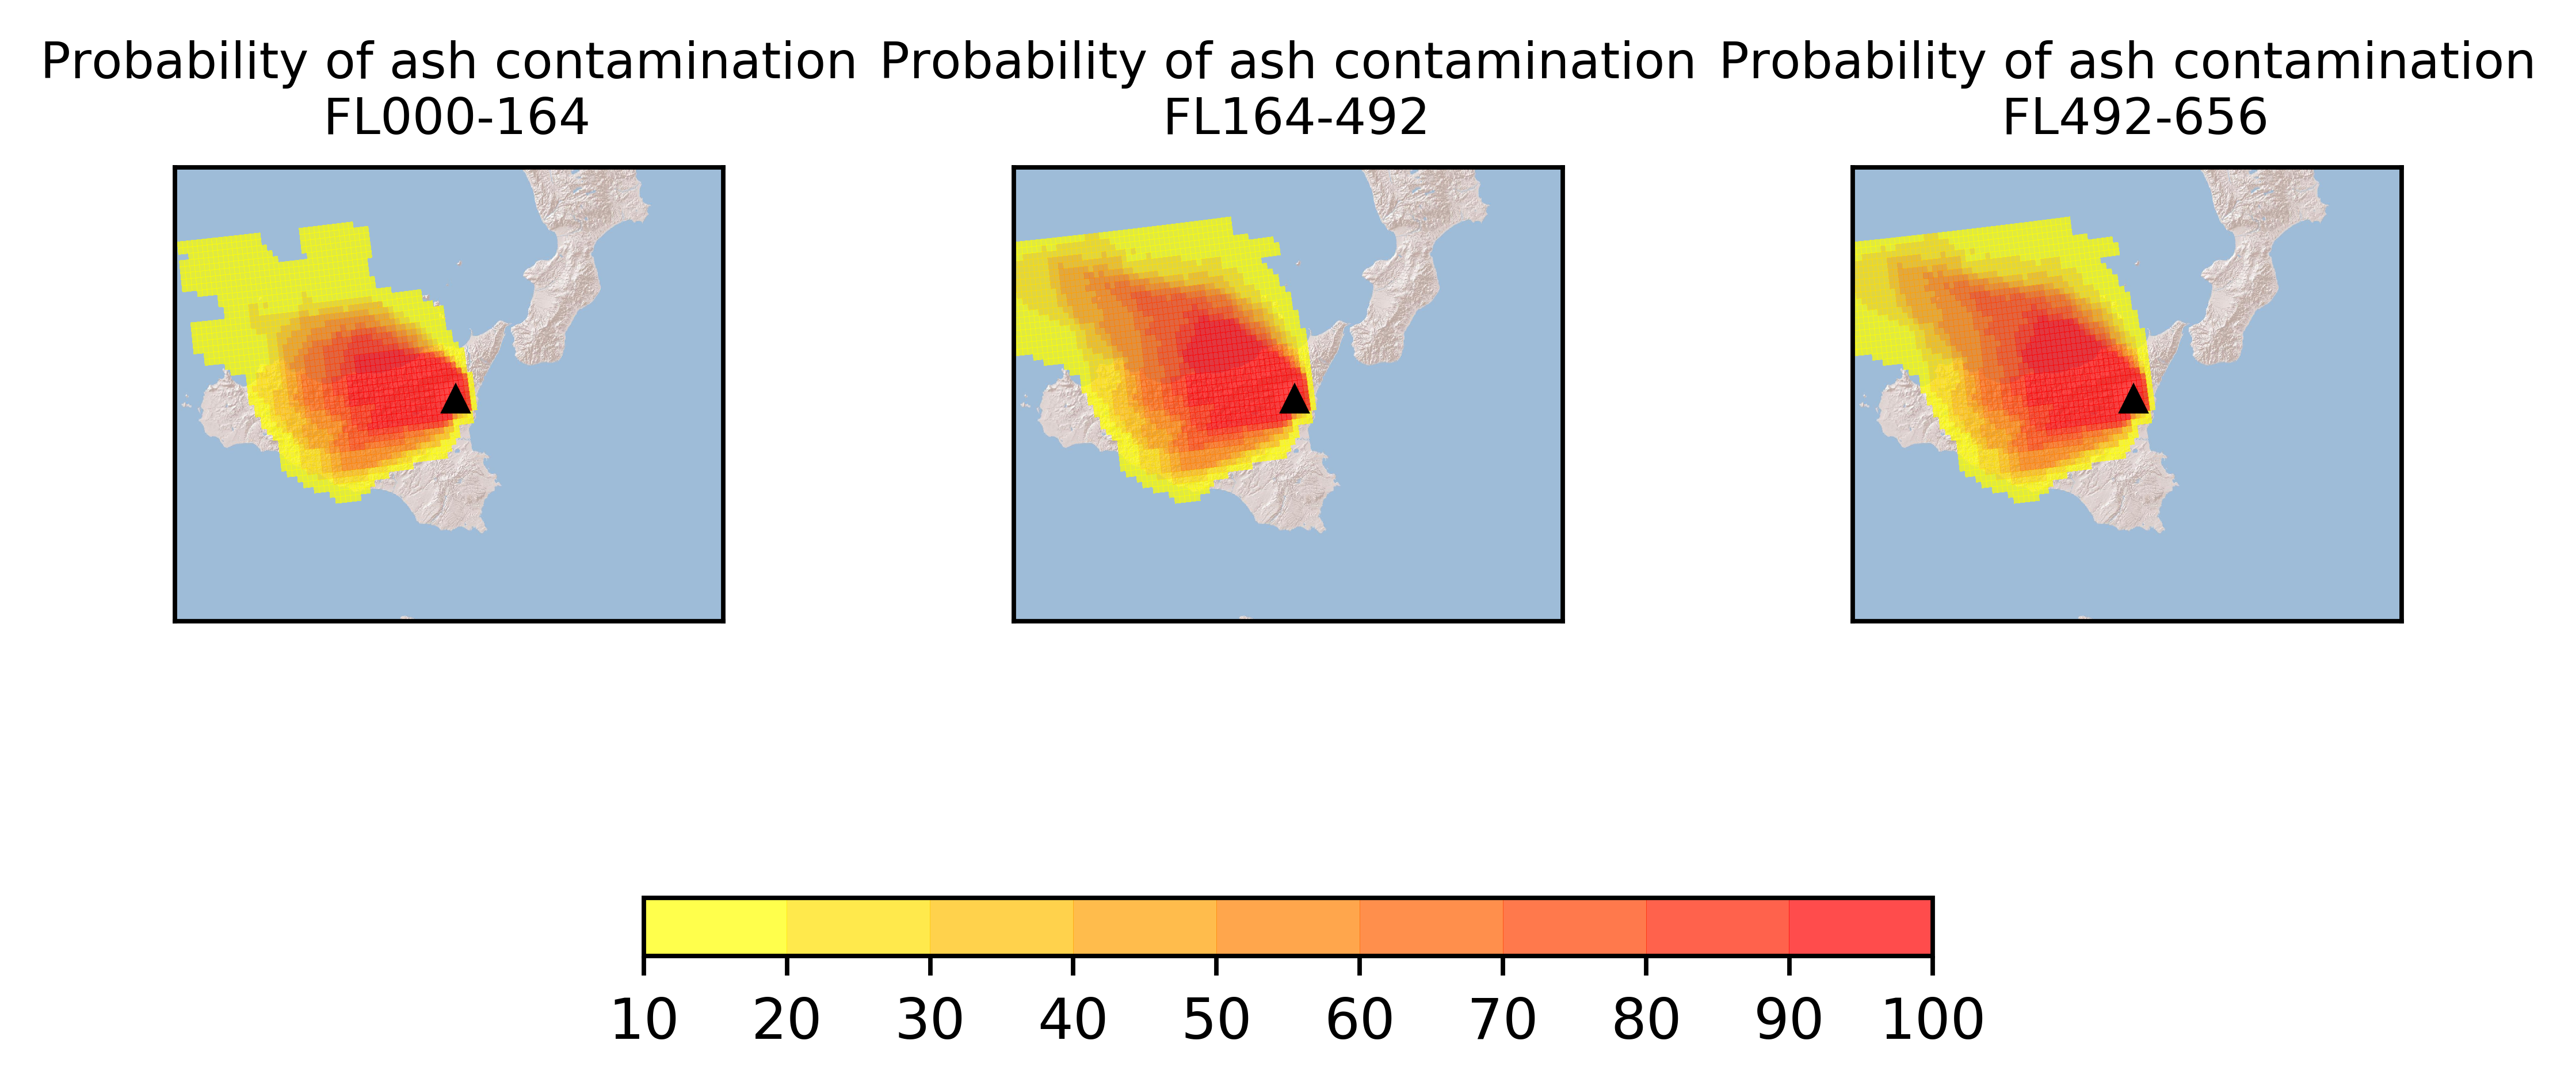 Probability of ash contamination
FL000-164
Probability of ash contamination
FL164-492
Probability of ash contamination
FL492-656
10 20 30 40 50 60 70 80 90 100